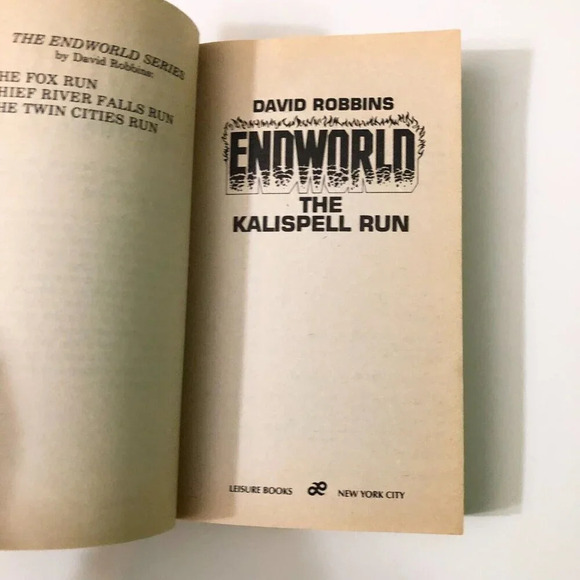 THE ENDWORLD SERIES
by David Robbins:
HE FOX RUN
HIEF RIVER FALLS RUN
HE TWIN CITIES RUN
DAVID ROBBINS
ENDWORLD
THE
KALISPELL RUN
LEISURE BOOKS NEW YORK CITY